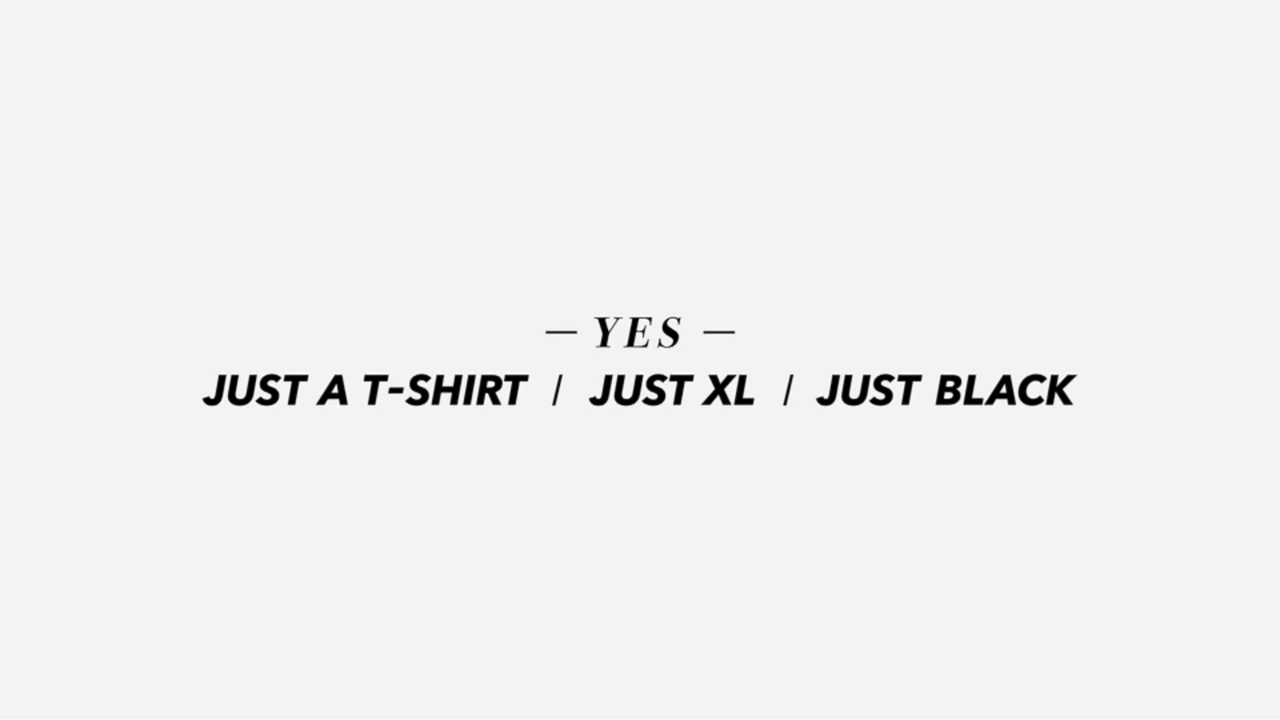 — YES —
JUST A T-SHIRT / JUST XL / JUST BLACK